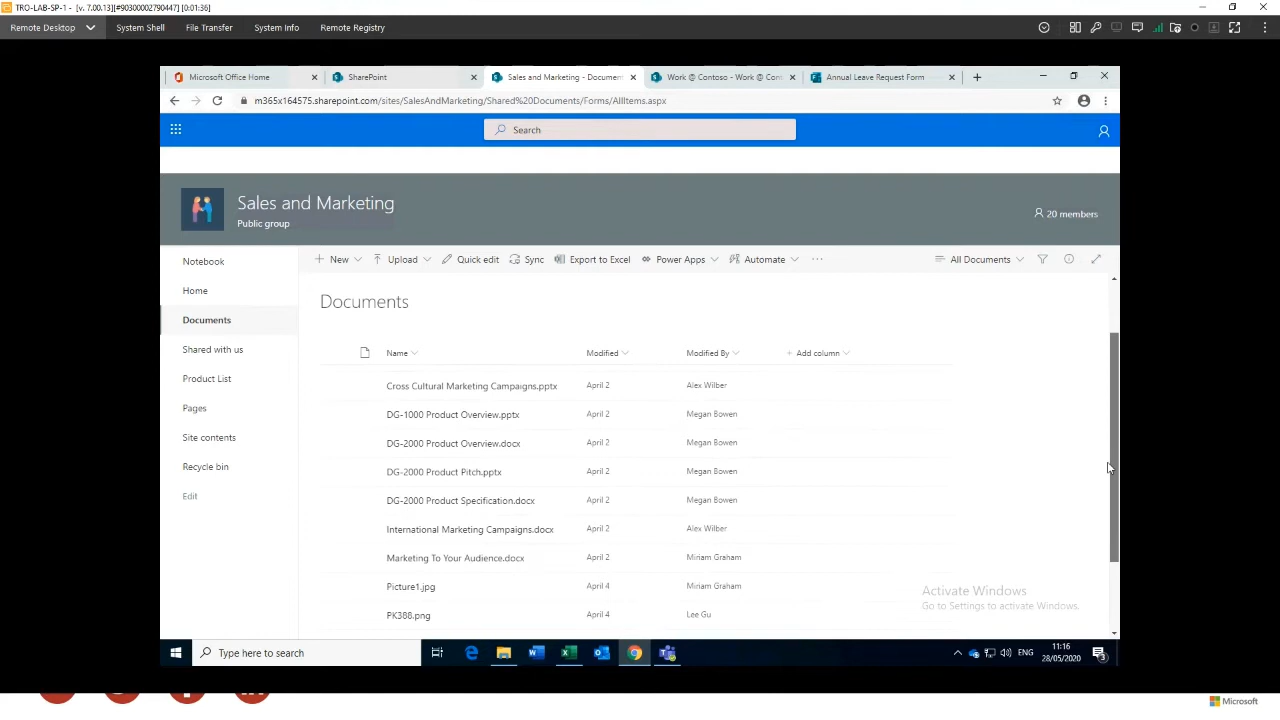 TRO-LAB-SP-1 - [v. 7.00.13][#90300002790447] [0:01:36]
Remote Desktop System Shell File Transfer System Info Remote Registry
Microsoft Office Home SharePoint Sales and Marketing - Documen Work @ Contoso - Work @ Con Annual Leave Request Form
m365x164575.sharepoint.com/sites/SalesAndMarketing/Shared%20Documents/Forms/AllItems.aspx
Search
Sales and Marketing
Public group
20 members
New Upload Quick edit Sync Export to Excel Power Apps Automate All Documents
Notebook
Home
Documents
Shared with us
Product List
Pages
Site contents
Recycle bin
Edit
Documents
Name Modified Modified By Add column
Cross Cultural Marketing Campaigns.pptx April 2 Alex Wilber
DG-1000 Product Overview.pptx April 2 Megan Bowen
DG-2000 Product Overview.docx April 2 Megan Bowen
DG-2000 Product Pitch.pptx April 2 Megan Bowen
DG-2000 Product Specification.docx April 2 Megan Bowen
International Marketing Campaigns.docx April 2 Alex Wilber
Marketing To Your Audience.docx April 2 Miriam Graham
Picture1.jpg April 4 Miriam Graham
PK388.png April 4 Lee Gu
Activate Windows
Go to Settings to activate Windows.
Type here to search
ENG
11:16
28/05/2020
3
Microsoft